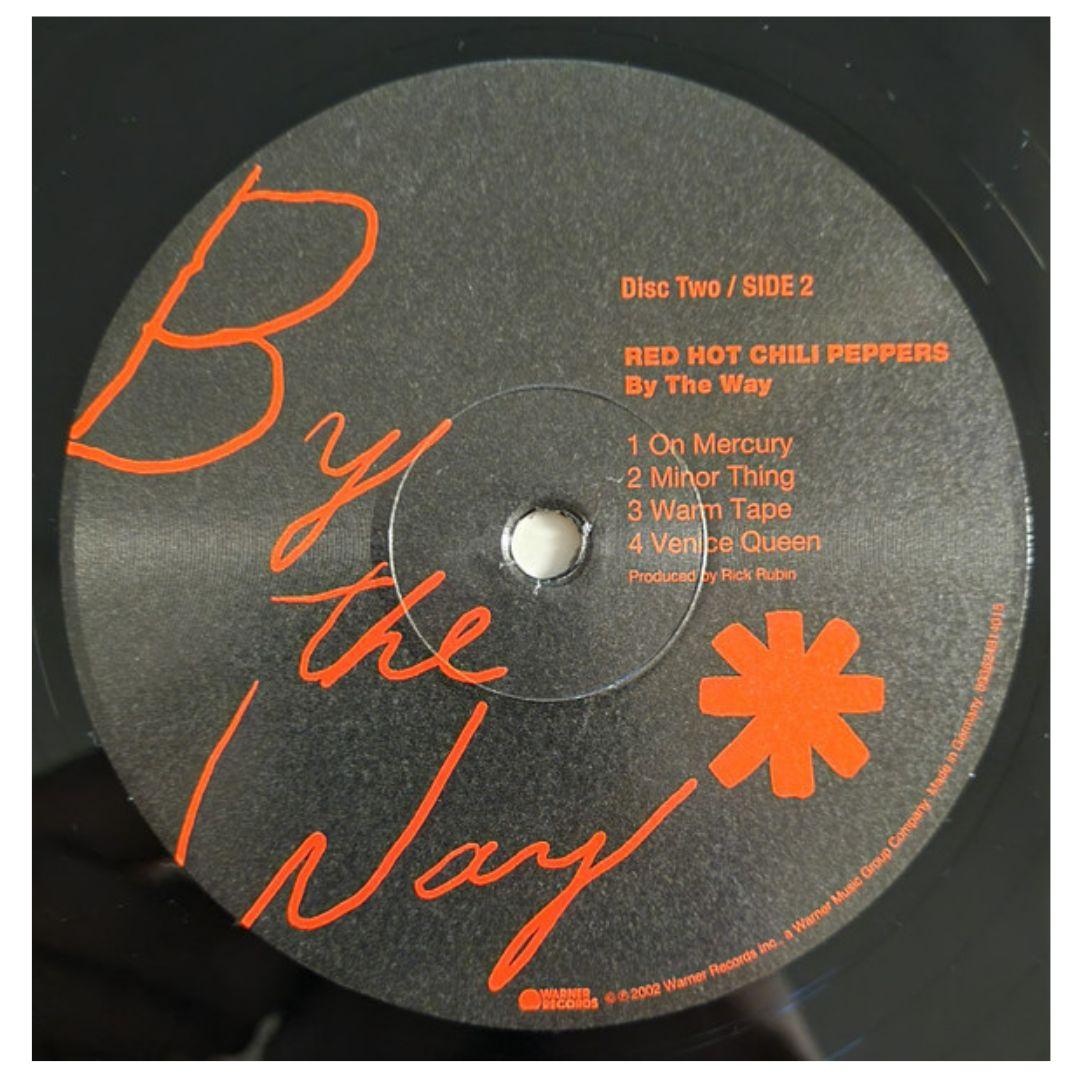 By
the
Way
Disc Two / SIDE 2
RED HOT CHILI PEPPERS
By The Way
1 On Mercury
2 Minor Thing
3 Warm Tape
4 Venice Queen
Produced by Rick Rubin
WARNER
RECORDS
© ℗ 2002 Warner Records Inc., a Warner Music Group Company. Made in Germany.